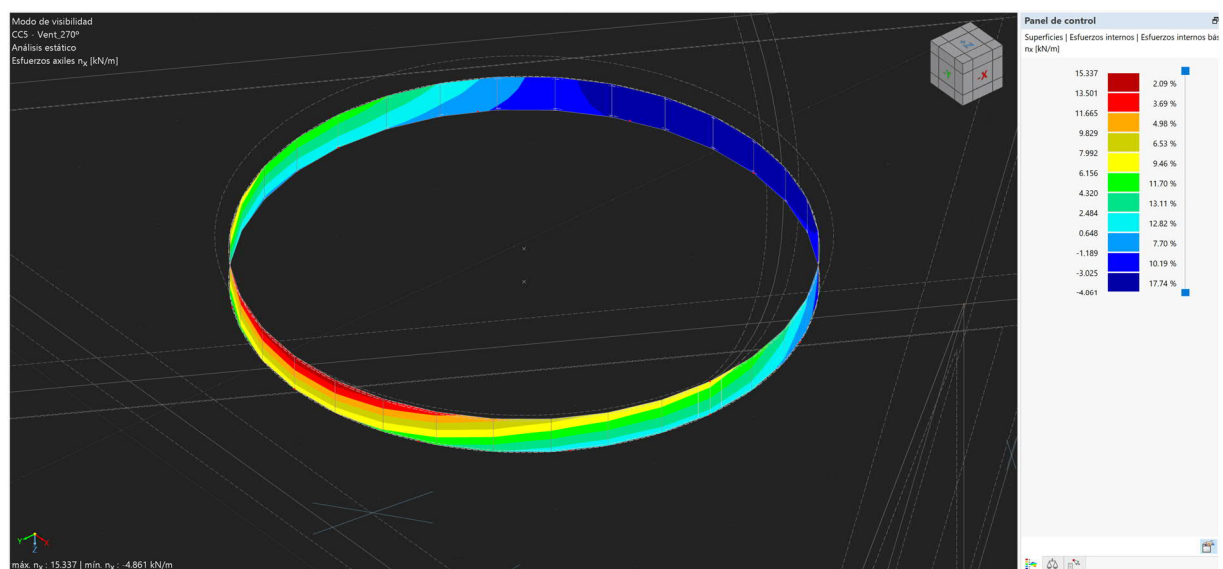 Modo de visibilidad
CC5 - Vent_270º
Análisis estático
Esfuerzos axiles nx [kN/m]
máx. nx : 15.337 | mín. nx : -4.861 kN/m
Panel de control
Superficies | Esfuerzos internos | Esfuerzos internos bás
nx [kN/m]
15.337
2.09 %
13.501
3.69 %
11.665
4.98 %
9.829
6.53 %
7.992
9.46 %
6.156
11.70 %
4.320
13.11 %
2.484
12.82 %
0.648
7.70 %
-1.189
10.19 %
-3.025
17.74 %
-4.061